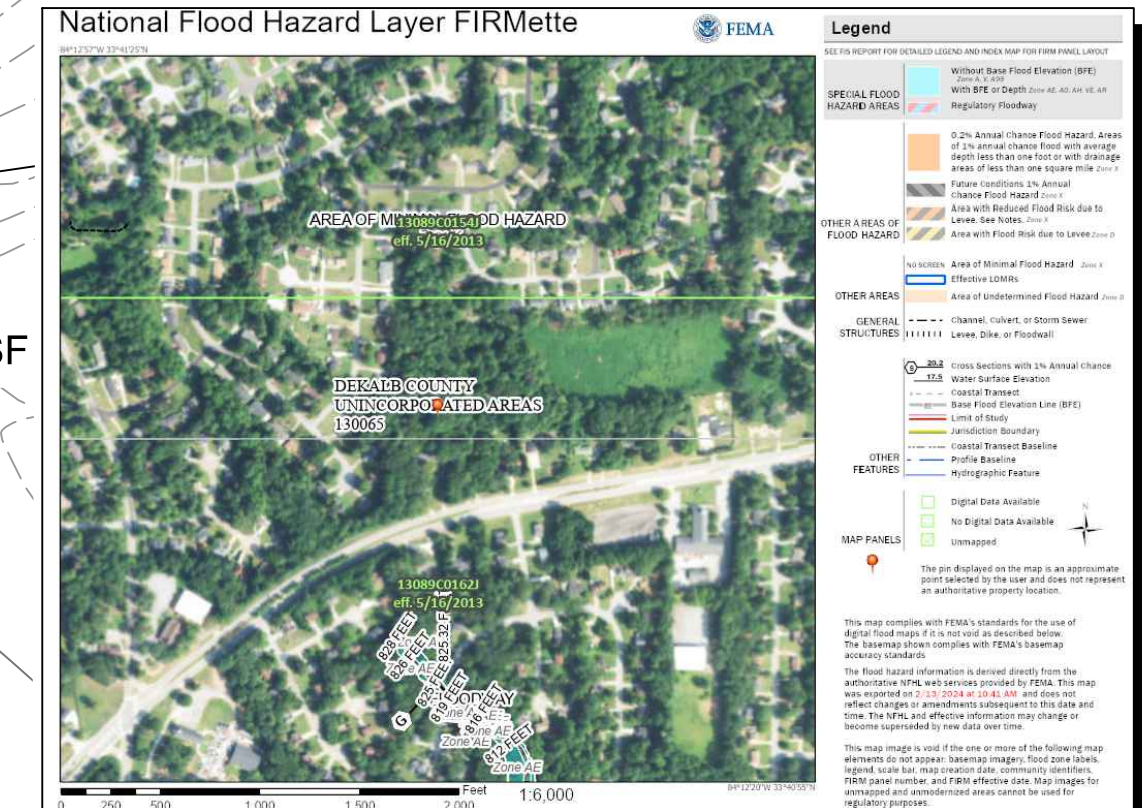 National Flood Hazard Layer FIRMette
FEMA
84°12'57"W 33°41'25"N
AREA OF MINIMAL FLOOD HAZARD
13089C0154J
eff. 5/16/2013
SF
DEKALB COUNTY
UNINCORPORATED AREAS
130065
13089C0162J
eff. 5/16/2013
828 FEET
826 FEET
825.32 F
Zone AE
825 FEET
819 FEET
816 FEET
G
Zone AE
812 FEET
Zone AE
0 250 500 1,000 1,500 2,000
Feet
1:6,000
84°12'20"W 33°40'55"N
Legend
SEE FIS REPORT FOR DETAILED LEGEND AND INDEX MAP FOR FIRM PANEL LAYOUT
SPECIAL FLOOD
HAZARD AREAS
Without Base Flood Elevation (BFE)
Zone A, V, A99
With BFE or Depth Zone AE, AO, AH, VE, AR
Regulatory Floodway
OTHER AREAS OF
FLOOD HAZARD
0.2% Annual Chance Flood Hazard, Areas
of 1% annual chance flood with average
depth less than one foot or with drainage
areas of less than one square mile Zone X
Future Conditions 1% Annual
Chance Flood Hazard Zone X
Area with Reduced Flood Risk due to
Levee. See Notes. Zone X
Area with Flood Risk due to Levee Zone D
OTHER AREAS
NO SCREEN Area of Minimal Flood Hazard Zone X
Effective LOMRs
Area of Undetermined Flood Hazard Zone D
GENERAL
STRUCTURES
Channel, Culvert, or Storm Sewer
Levee, Dike, or Floodwall
OTHER
FEATURES
B 20.2 Cross Sections with 1% Annual Chance
17.5 Water Surface Elevation
Coastal Transect
Base Flood Elevation Line (BFE)
Limit of Study
Jurisdiction Boundary
Coastal Transect Baseline
Profile Baseline
Hydrographic Feature
MAP PANELS
Digital Data Available
No Digital Data Available
Unmapped
N
The pin displayed on the map is an approximate
point selected by the user and does not represent
an authoritative property location.
This map complies with FEMA's standards for the use of
digital flood maps if it is not void as described below.
The basemap shown complies with FEMA's basemap
accuracy standards
The flood hazard information is derived directly from the
authoritative NFHL web services provided by FEMA. This map
was exported on 2/13/2024 at 10:41 AM and does not
reflect changes or amendments subsequent to this date and
time. The NFHL and effective information may change or
become superseded by new data over time.
This map image is void if the one or more of the following map
elements do not appear: basemap imagery, flood zone labels,
legend, scale bar, map creation date, community identifiers,
FIRM panel number, and FIRM effective date. Map images for
unmapped and unmodernized areas cannot be used for
regulatory purposes.